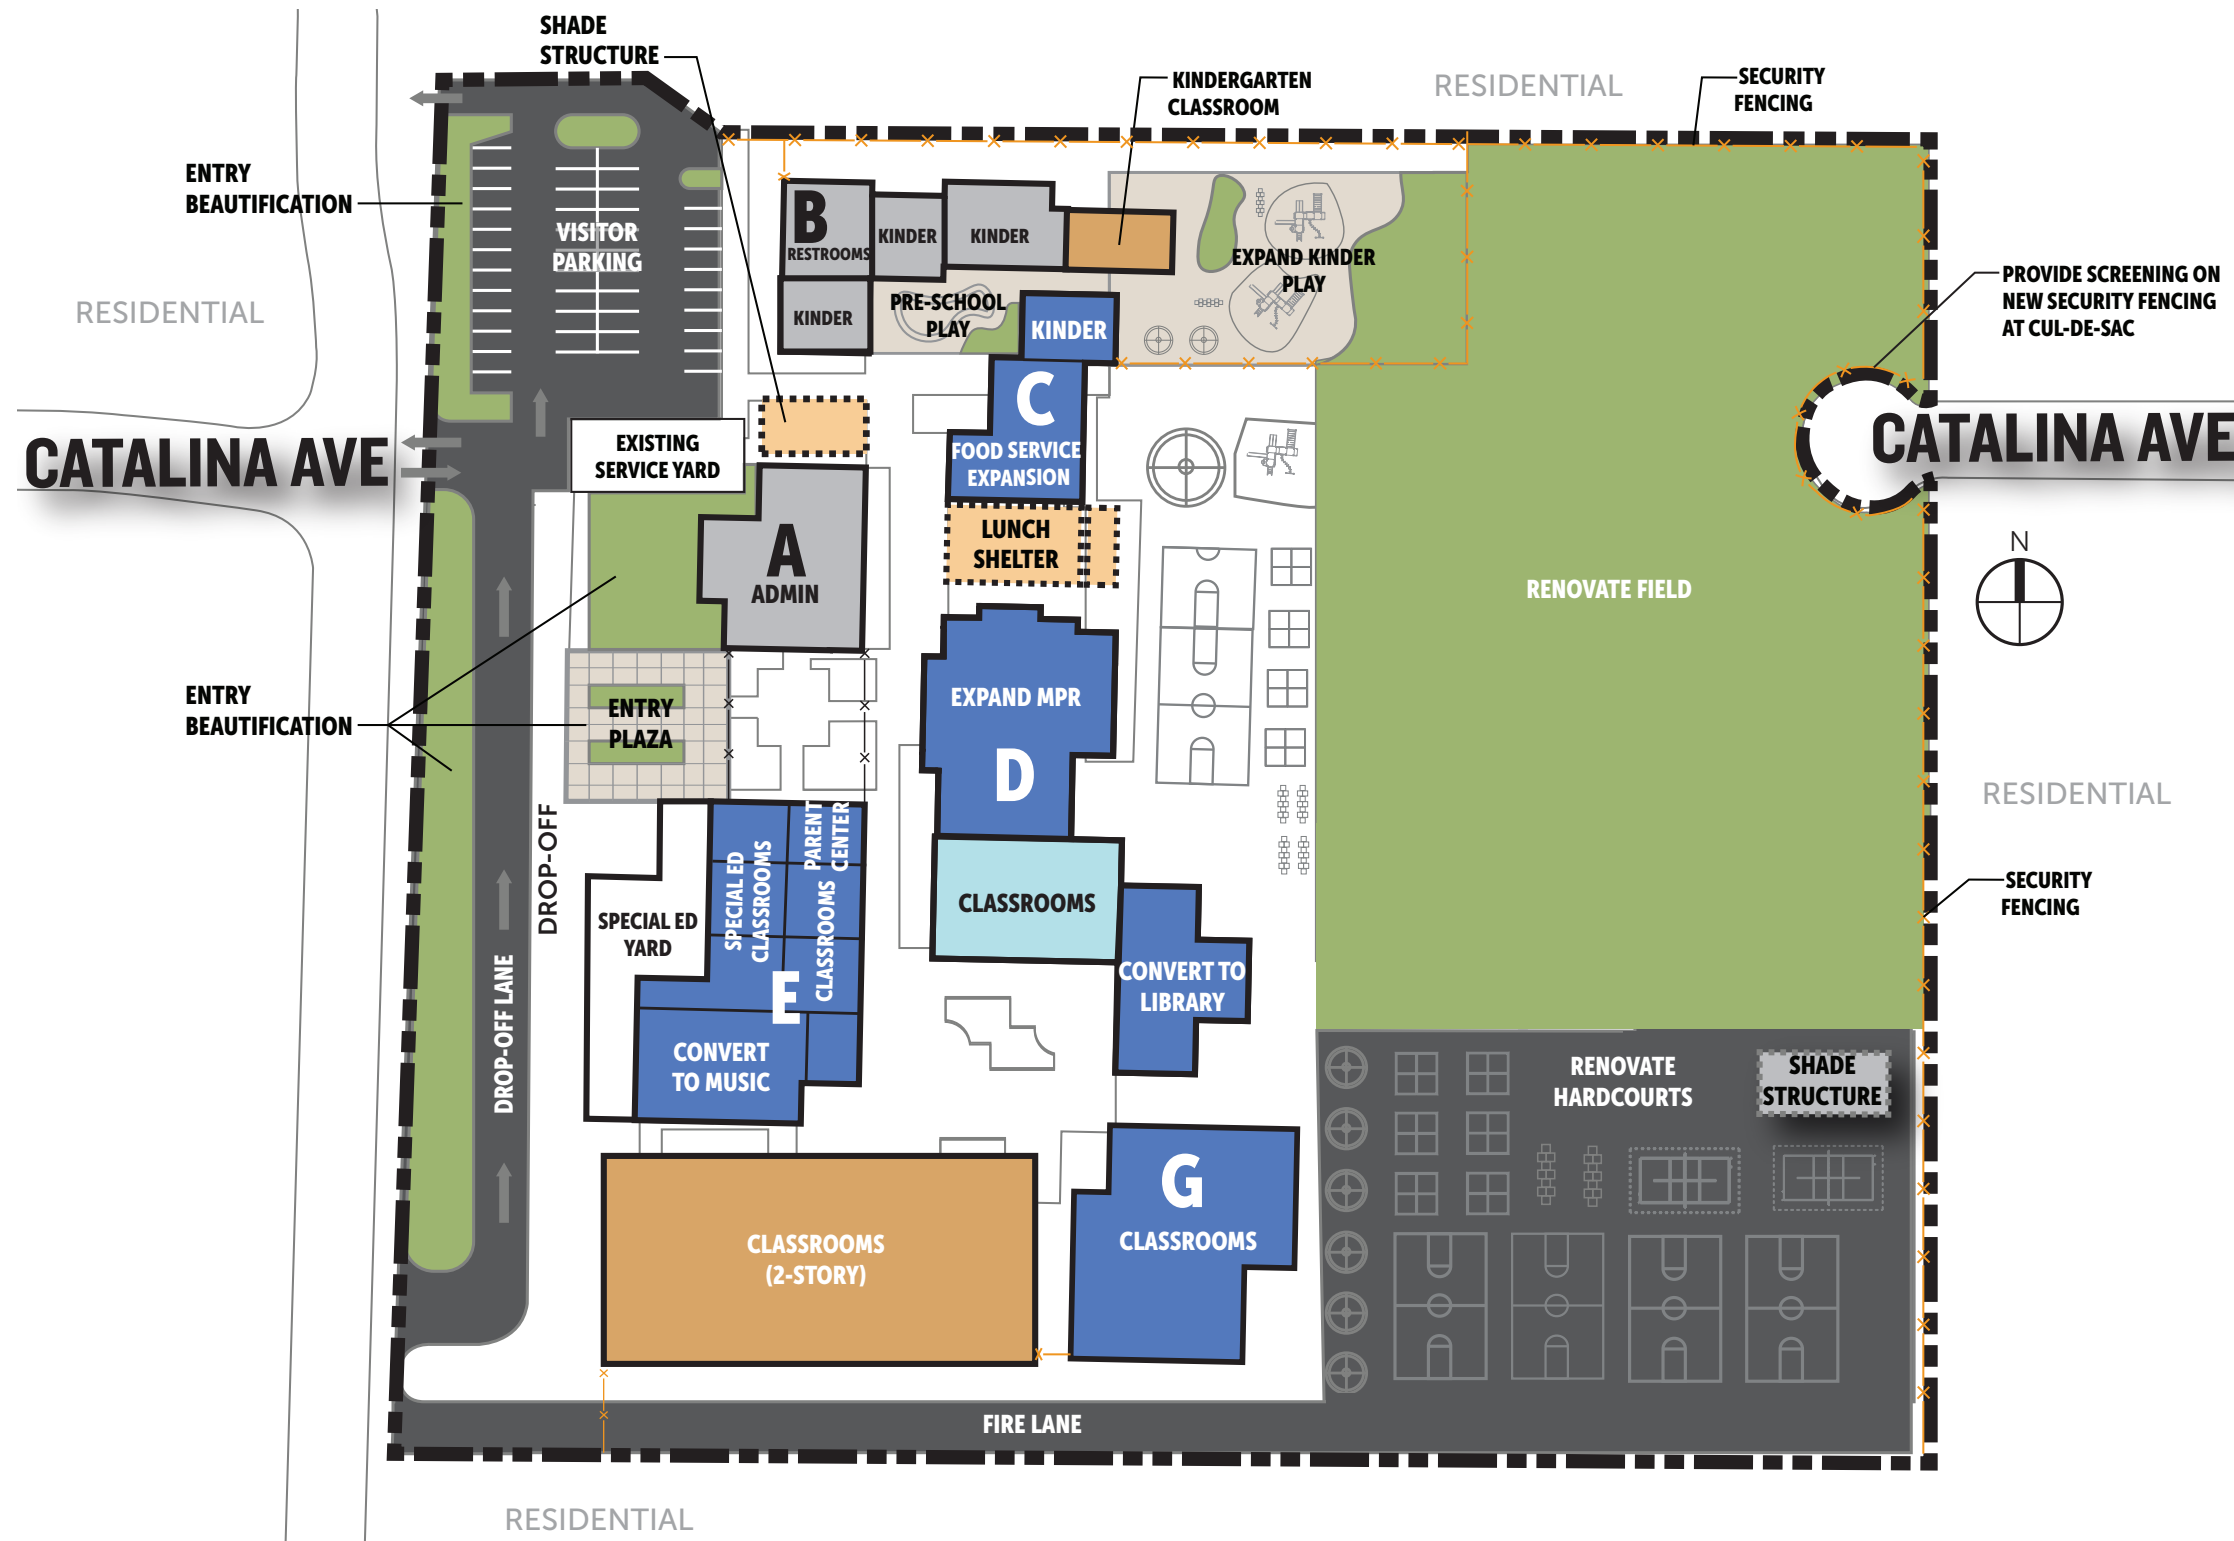 SHADE
STRUCTURE
KINDERGARTEN
CLASSROOM
RESIDENTIAL
SECURITY
FENCING
ENTRY
BEAUTIFICATION
VISITOR
PARKING
B
RESTROOMS
KINDER
KINDER
EXPAND KINDER
PLAY
PROVIDE SCREENING ON
NEW SECURITY FENCING
AT CUL-DE-SAC
RESIDENTIAL
KINDER
PRE-SCHOOL
PLAY
KINDER
C
FOOD SERVICE
EXPANSION
CATALINA AVE
EXISTING
SERVICE YARD
CATALINA AVE
LUNCH
SHELTER
A
ADMIN
N
RENOVATE FIELD
ENTRY
BEAUTIFICATION
ENTRY
PLAZA
EXPAND MPR
D
RESIDENTIAL
DROP-OFF
PARENT
CENTER
SPECIAL ED
CLASSROOMS
CLASSROOMS
SPECIAL ED
YARD
CLASSROOMS
SECURITY
FENCING
E
CONVERT TO
LIBRARY
DROP-OFF LANE
CONVERT
TO MUSIC
RENOVATE
HARDCOURTS
SHADE
STRUCTURE
G
CLASSROOMS
CLASSROOMS
(2-STORY)
FIRE LANE
RESIDENTIAL